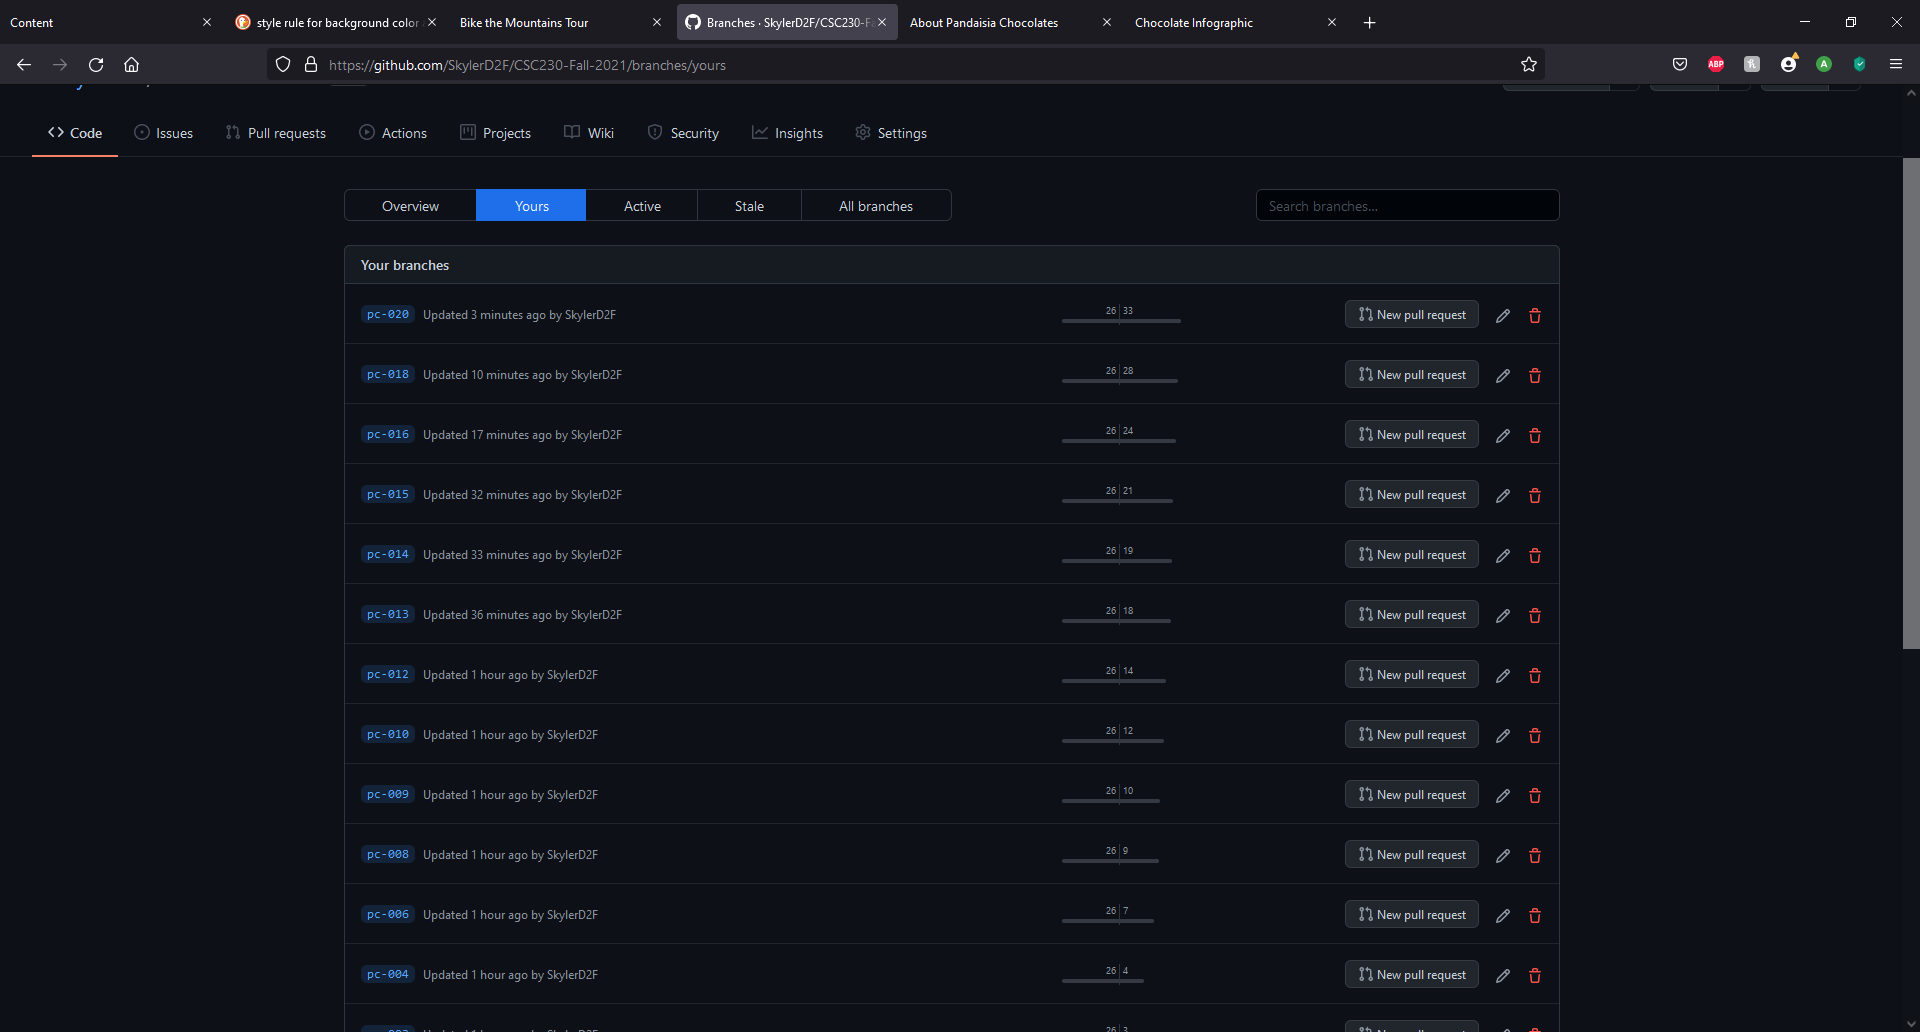 Content
style rule for background color a
Bike the Mountains Tour
Branches · SkylerD2F/CSC230-Fa
About Pandaisia Chocolates
Chocolate Infographic
https://github.com/SkylerD2F/CSC230-Fall-2021/branches/yours
ABP
A
Code Issues Pull requests Actions Projects Wiki Security Insights Settings
Overview Yours Active Stale All branches Search branches...
Your branches
pc-020 Updated 3 minutes ago by SkylerD2F 26 33 New pull request
pc-018 Updated 10 minutes ago by SkylerD2F 26 28 New pull request
pc-016 Updated 17 minutes ago by SkylerD2F 26 24 New pull request
pc-015 Updated 32 minutes ago by SkylerD2F 26 21 New pull request
pc-014 Updated 33 minutes ago by SkylerD2F 26 19 New pull request
pc-013 Updated 36 minutes ago by SkylerD2F 26 18 New pull request
pc-012 Updated 1 hour ago by SkylerD2F 26 14 New pull request
pc-010 Updated 1 hour ago by SkylerD2F 26 12 New pull request
pc-009 Updated 1 hour ago by SkylerD2F 26 10 New pull request
pc-008 Updated 1 hour ago by SkylerD2F 26 9 New pull request
pc-006 Updated 1 hour ago by SkylerD2F 26 7 New pull request
pc-004 Updated 1 hour ago by SkylerD2F 26 4 New pull request
26 3